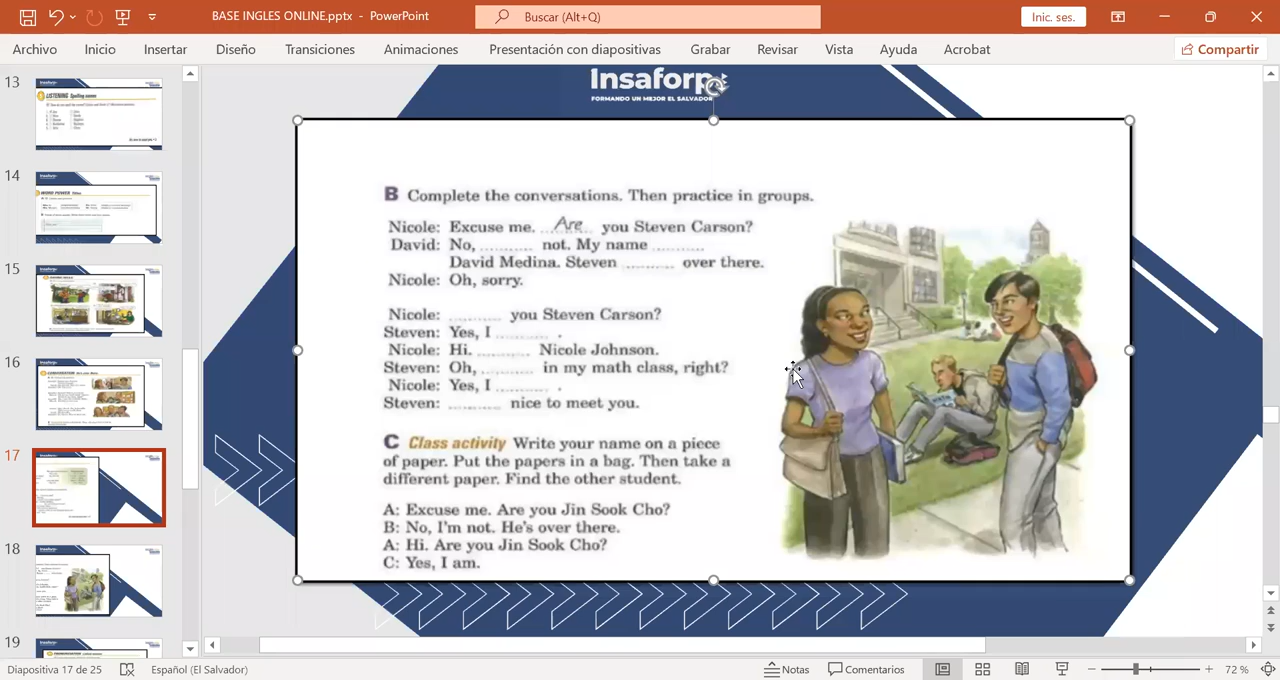 BASE INGLES ONLINE.pptx - PowerPoint
Buscar (Alt+Q)
Inic. ses.
Archivo Inicio Insertar Diseño Transiciones Animaciones Presentación con diapositivas Grabar Revisar Vista Ayuda Acrobat
Compartir
13
14
15
16
17
18
19
Insaforp
FORMANDO UN MEJOR EL SALVADOR
B Complete the conversations. Then practice in groups.
Nicole: Excuse me. Are you Steven Carson?
David: No, .......... not. My name ..........
David Medina. Steven .......... over there.
Nicole: Oh, sorry.
Nicole: .......... you Steven Carson?
Steven: Yes, I .......... .
Nicole: Hi. .......... Nicole Johnson.
Steven: Oh, .......... in my math class, right?
Nicole: Yes, I .......... .
Steven: .......... nice to meet you.
C Class activity Write your name on a piece
of paper. Put the papers in a bag. Then take a
different paper. Find the other student.
A: Excuse me. Are you Jin Sook Cho?
B: No, I'm not. He's over there.
A: Hi. Are you Jin Sook Cho?
C: Yes, I am.
Diapositiva 17 de 25
Español (El Salvador)
Notas
Comentarios
72 %